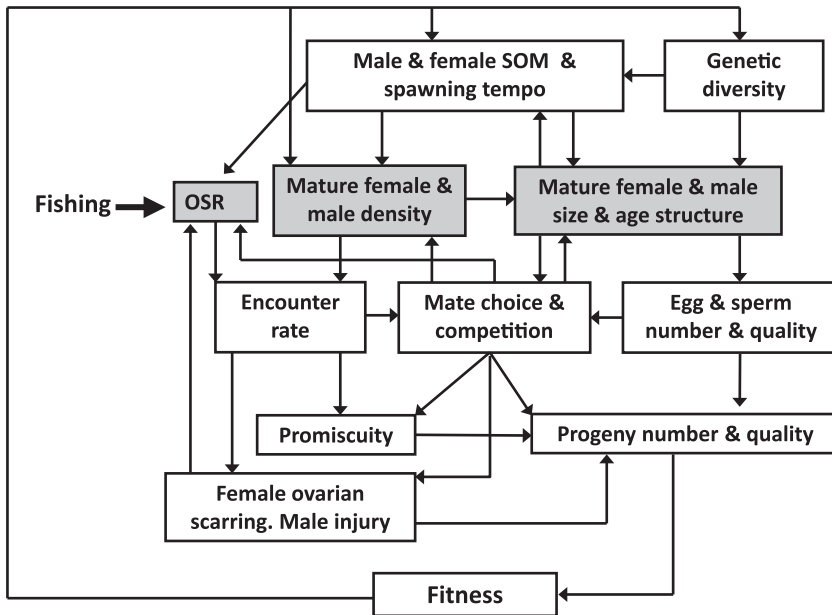 Male & female SOM &
spawning tempo
Genetic
diversity
Fishing
OSR
Mature female &
male density
Mature female & male
size & age structure
Encounter
rate
Mate choice &
competition
Egg & sperm
number & quality
Promiscuity
Progeny number & quality
Female ovarian
scarring. Male injury
Fitness